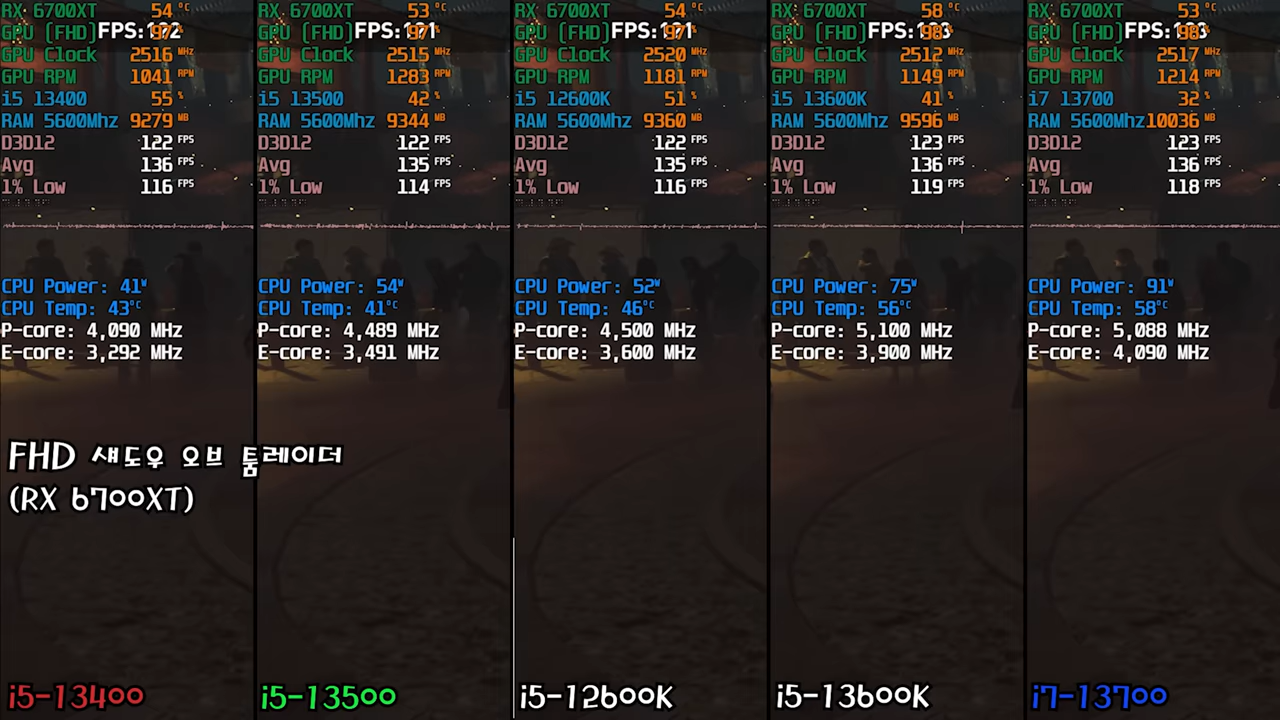 RX 6700XT 54 °C
GPU (FHD) FPS:
GPU Clock 2516 MHz
GPU RPM 1041 RPM
i5 13400 55 %
RAM 5600Mhz 9279 MB
D3D12 122 FPS
Avg 136 FPS
1% Low 116 FPS
CPU Power: 41W
CPU Temp: 43°C
P-core: 4,090 MHz
E-core: 3,292 MHz
FHD 섀도우 오브 툼레이더
(RX 6700XT)
i5-13400
RX 6700XT 53 °C
GPU (FHD) FPS:
GPU Clock 2515 MHz
GPU RPM 1283 RPM
i5 13500 42 %
RAM 5600Mhz 9344 MB
D3D12 122 FPS
Avg 135 FPS
1% Low 114 FPS
CPU Power: 54W
CPU Temp: 41°C
P-core: 4,489 MHz
E-core: 3,491 MHz
i5-13500
RX 6700XT 54 °C
GPU (FHD) FPS:
GPU Clock 2520 MHz
GPU RPM 1181 RPM
i5 12600K 51 %
RAM 5600Mhz 9360 MB
D3D12 122 FPS
Avg 135 FPS
1% Low 116 FPS
CPU Power: 52W
CPU Temp: 46°C
P-core: 4,500 MHz
E-core: 3,600 MHz
i5-12600K
RX 6700XT 58 °C
GPU (FHD) FPS:
GPU Clock 2512 MHz
GPU RPM 1149 RPM
i5 13600K 41 %
RAM 5600Mhz 9596 MB
D3D12 123 FPS
Avg 136 FPS
1% Low 119 FPS
CPU Power: 75W
CPU Temp: 56°C
P-core: 5,100 MHz
E-core: 3,900 MHz
i5-13600K
RX 6700XT 53 °C
GPU (FHD) FPS:
GPU Clock 2517 MHz
GPU RPM 1214 RPM
i7 13700 32 %
RAM 5600Mhz 10036 MB
D3D12 123 FPS
Avg 136 FPS
1% Low 118 FPS
CPU Power: 91W
CPU Temp: 58°C
P-core: 5,088 MHz
E-core: 4,090 MHz
i7-13700